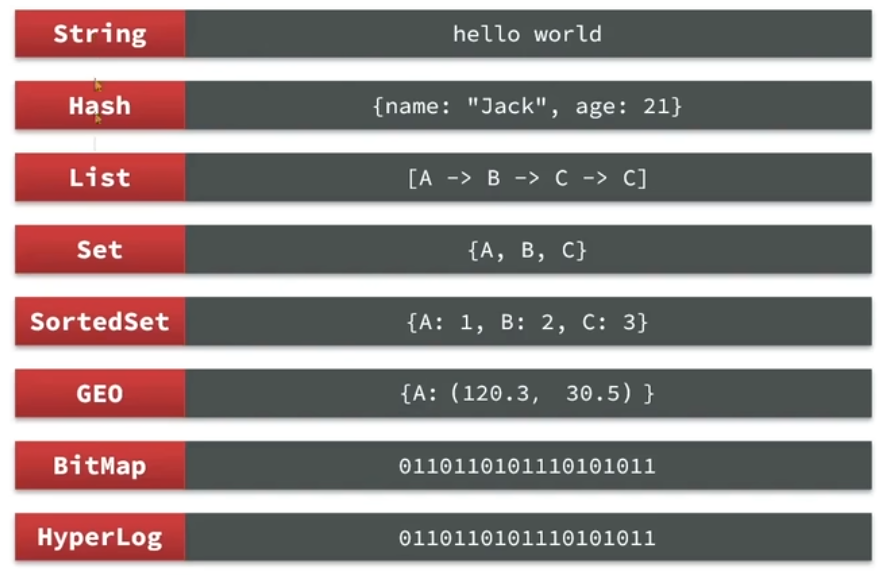 String hello world
Hash {name: "Jack", age: 21}
List [A -> B -> C -> C]
Set {A, B, C}
SortedSet {A: 1, B: 2, C: 3}
GEO {A: (120.3, 30.5) }
BitMap 0110110101110101011
HyperLog 0110110101110101011